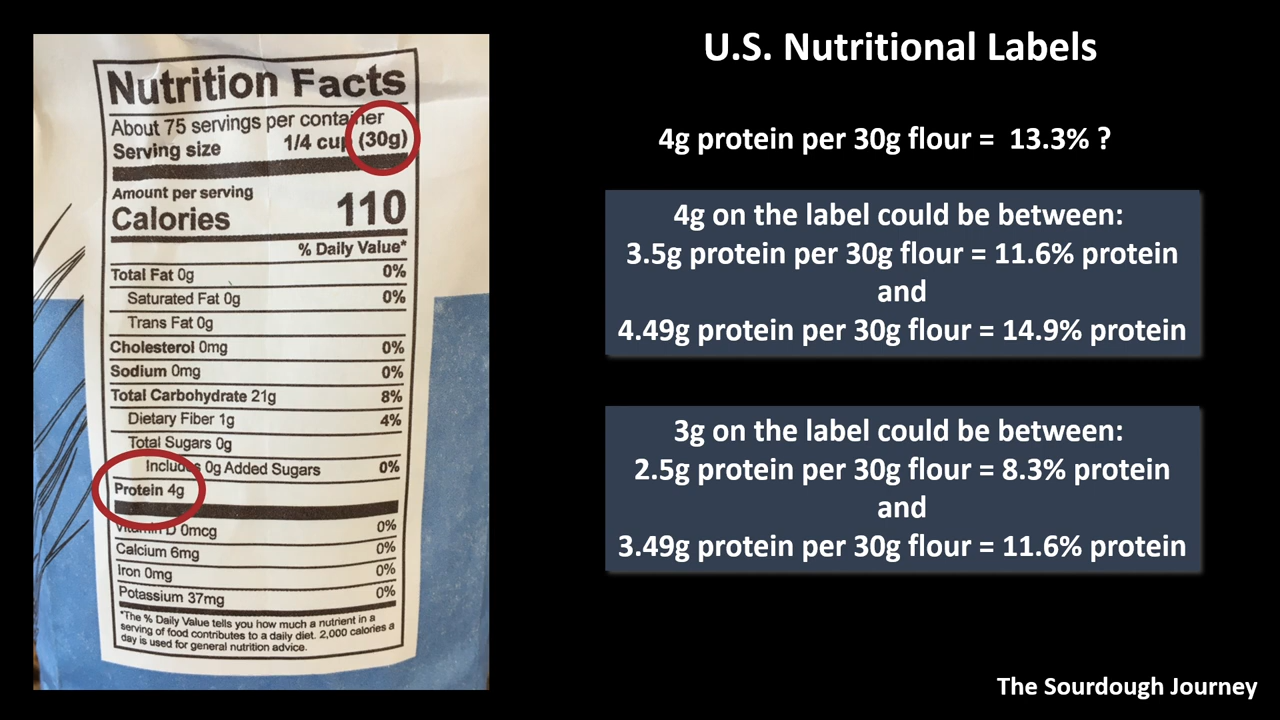 U.S. Nutritional Labels
Nutrition Facts
About 75 servings per container
Serving size 1/4 cup (30g)
Amount per serving
Calories 110
% Daily Value*
Total Fat 0g 0%
Saturated Fat 0g 0%
Trans Fat 0g
Cholesterol 0mg 0%
Sodium 0mg 0%
Total Carbohydrate 21g 8%
Dietary Fiber 1g 4%
Total Sugars 0g
Includes 0g Added Sugars 0%
Protein 4g
Vitamin D 0mcg 0%
Calcium 6mg 0%
Iron 0mg 0%
Potassium 37mg 0%
*The % Daily Value tells you how much a nutrient in a
serving of food contributes to a daily diet. 2,000 calories a
day is used for general nutrition advice.
4g protein per 30g flour = 13.3% ?
4g on the label could be between:
3.5g protein per 30g flour = 11.6% protein
and
4.49g protein per 30g flour = 14.9% protein
3g on the label could be between:
2.5g protein per 30g flour = 8.3% protein
and
3.49g protein per 30g flour = 11.6% protein
The Sourdough Journey